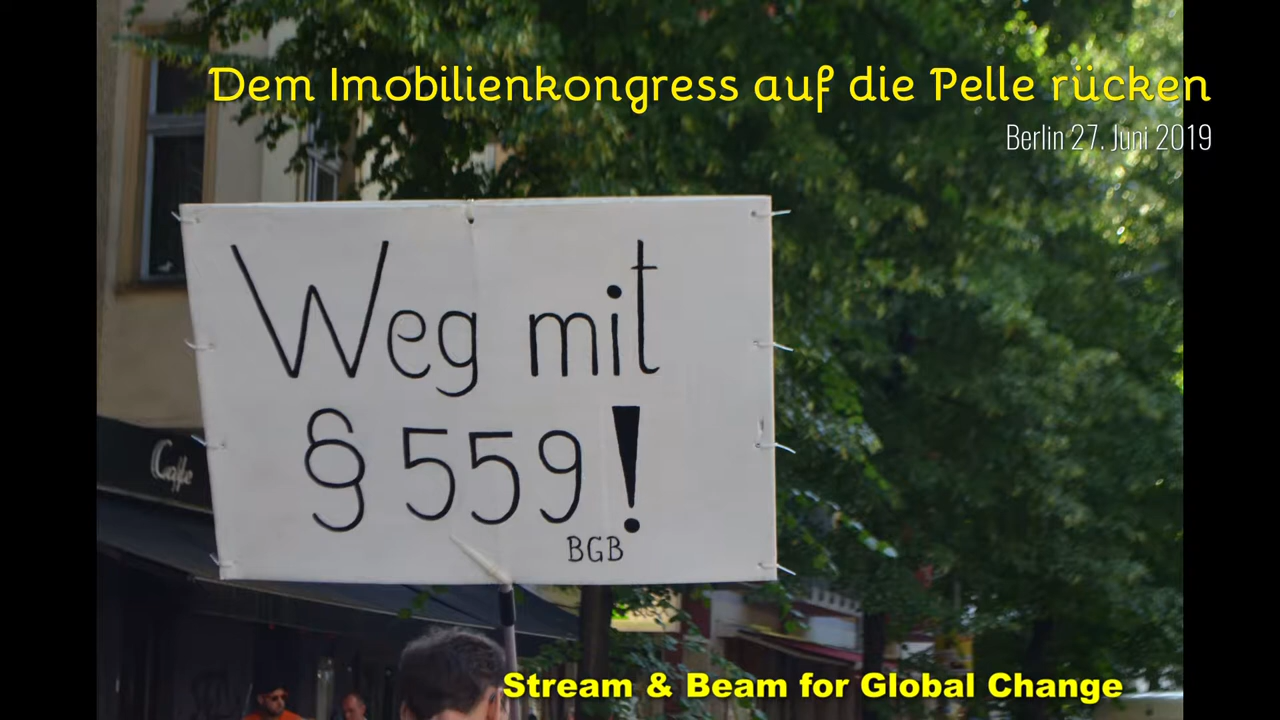 Dem Imobilienkongress auf die Pelle rücken
Berlin 27. Juni 2019
Weg mit
§ 559!
BGB
Caffe
Stream & Beam for Global Change